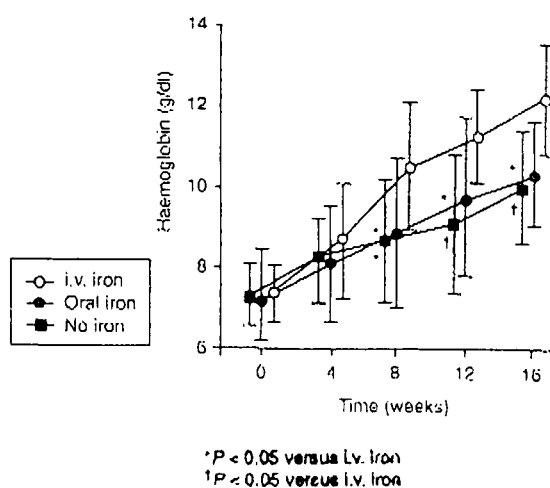 Haemoglobin (g/dl)
14
12
10
8
6
0
4
8
12
16
Time (weeks)
i.v. iron
Oral iron
No iron
*P < 0.05 versus i.v. iron
†P < 0.05 versus i.v. iron